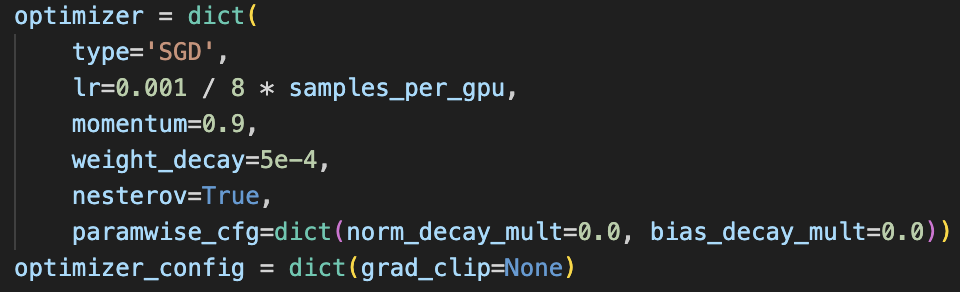 optimizer = dict(
    type='SGD',
    lr=0.001 / 8 * samples_per_gpu,
    momentum=0.9,
    weight_decay=5e-4,
    nesterov=True,
    paramwise_cfg=dict(norm_decay_mult=0.0, bias_decay_mult=0.0))
optimizer_config = dict(grad_clip=None)